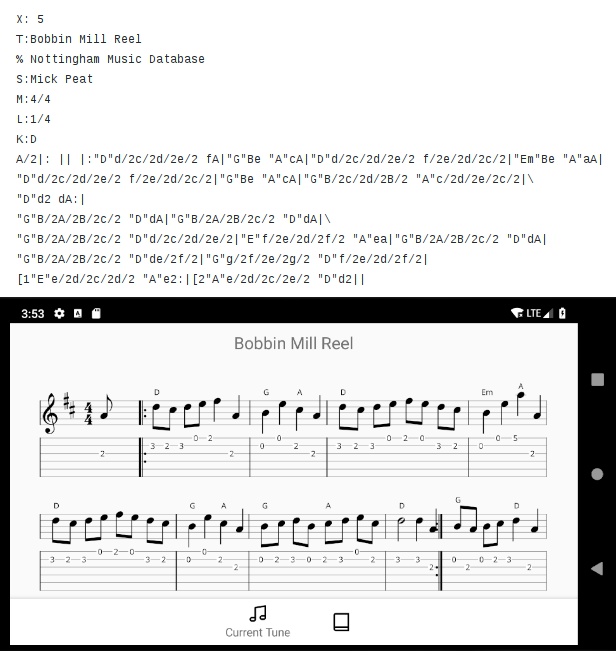 X: 5
T:Bobbin Mill Reel
% Nottingham Music Database
S:Mick Peat
M:4/4
L:1/4
K:D
A/2|: || |:"D"d/2c/2d/2e/2 fA|"G"Be "A"cA|"D"d/2c/2d/2e/2 f/2e/2d/2c/2|"Em"Be "A"aA|
"D"d/2c/2d/2e/2 f/2e/2d/2c/2|"G"Be "A"cA|"G"B/2c/2d/2B/2 "A"c/2d/2e/2c/2|\
"D"d2 dA:|
"G"B/2A/2B/2c/2 "D"dA|"G"B/2A/2B/2c/2 "D"dA|\
"G"B/2A/2B/2c/2 "D"d/2c/2d/2e/2|"E"f/2e/2d/2f/2 "A"ea|"G"B/2A/2B/2c/2 "D"dA|
"G"B/2A/2B/2c/2 "D"de/2f/2|"G"g/2f/2e/2g/2 "D"f/2e/2d/2f/2|
[1"E"e/2d/2c/2d/2 "A"e2:|[2"A"e/2d/2c/2e/2 "D"d2||
3:53 A LTE
Bobbin Mill Reel
D G A D Em A
4 4
2 3 2 3 0 2 2 0 0 2 2 3 2 3 0 2 0 3 2 0 0 5 2
D G A G A D G D
3 2 3 0 2 0 3 2 0 0 2 2 0 2 3 0 2 3 0 2 3 3 2 0 2 0 2 3 2
Current Tune